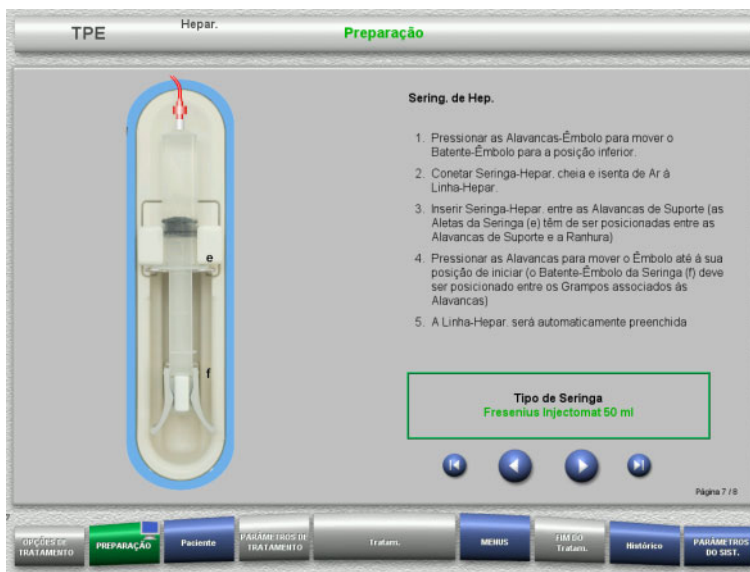 TPE
Hepar.
Preparação
Sering. de Hep.
1. Pressionar as Alavancas-Êmbolo para mover o
Batente-Êmbolo para a posição inferior.
2. Conetar Seringa-Hepar. cheia e isenta de Ar á
Linha-Hepar.
3. Inserir Seringa-Hepar. entre as Alavancas de Suporte (as
Aletas da Seringa (e) têm de ser posicionadas entre as
Alavancas de Suporte e a Ranhura)
4. Pressionar as Alavancas para mover o Êmbolo até á sua
posição de iniciar (o Batente-Êmbolo da Seringa (f) deve
ser posicionado entre os Grampos associados ás
Alavancas)
5. A Linha-Hepar. será automaticamente preenchida
e
f
Tipo de Seringa
Fresenius Injectomat 50 ml
Página 7 / 8
OPÇÕES DE
TRATAMENTO
PREPARAÇÃO
Paciente
PARÂMETROS DE
TRATAMENTO
Tratam.
MENUS
FIM DO
Tratam.
Histórico
PARÂMETROS
DO SIST.